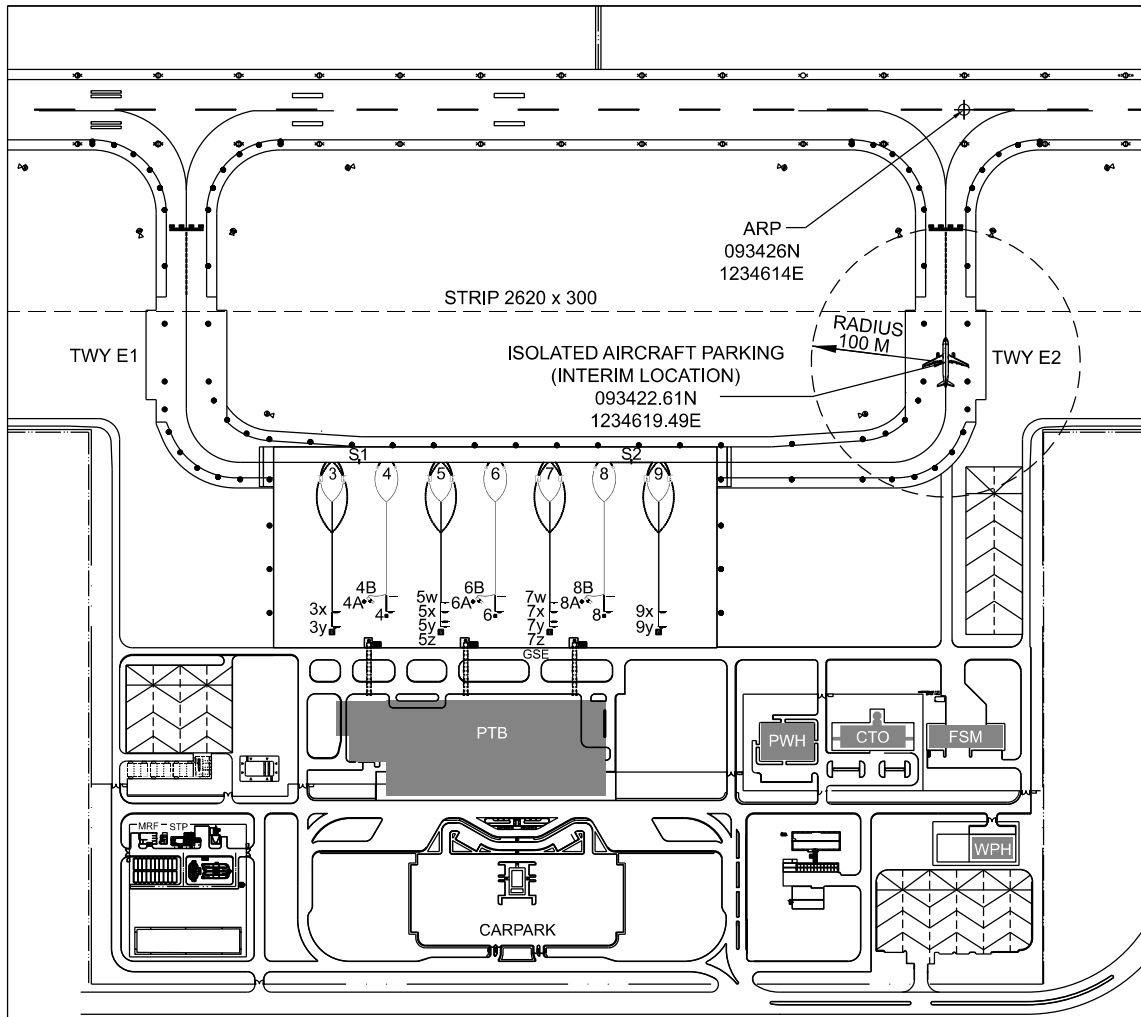 ARP
093426N
1234614E
STRIP 2620 x 300
RADIUS
100 M
TWY E1
ISOLATED AIRCRAFT PARKING
(INTERIM LOCATION)
093422.61N
1234619.49E
TWY E2
S1
S2
3
4
5
6
7
8
9
4B
6B
8B
4A
5w
6A
7w
8A
3x
4
5x
6
7x
8
9x
3y
5y
7y
9y
5z
7z
GSE
PTB
PWH
CTO
FSM
MRF
STP
WPH
CARPARK